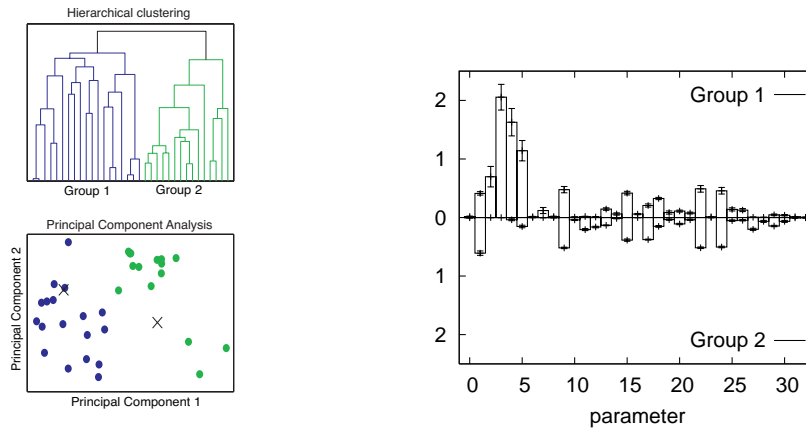 Hierarchical clustering
Group 1
Group 2
Principal Component Analysis
Principal Component 2
Principal Component 1
2
Group 1
1
0
1
2
Group 2
0 5 10 15 20 25 30
parameter